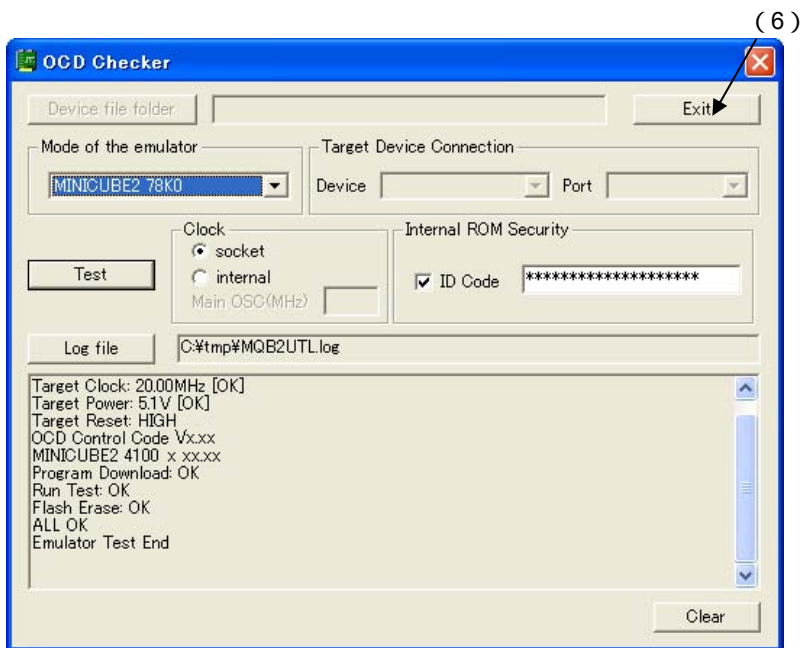 (6)
OCD Checker
Device file folder
Exit
Mode of the emulator
Target Device Connection
MINICUBE2 78K0
Device
Port
Clock
Internal ROM Security
socket
Test
internal
ID Code
********************
Main OSC(MHz)
Log file
C:¥tmp¥MQB2UTL.log
Target Clock: 20.00MHz [OK]
Target Power: 5.1V [OK]
Target Reset: HIGH
OCD Control Code Vx.xx
MINICUBE2 4100 x xx.xx
Program Download: OK
Run Test: OK
Flash Erase: OK
ALL OK
Emulator Test End
Clear